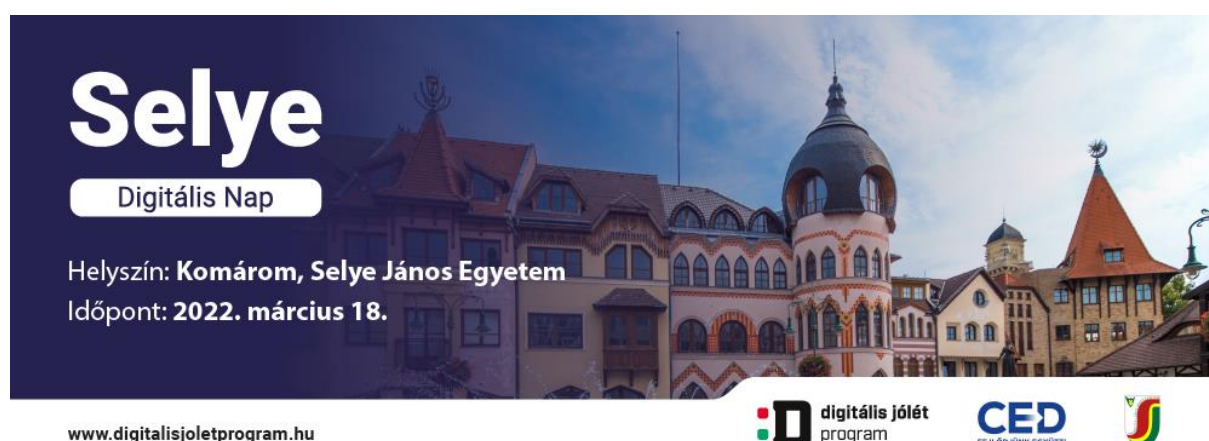 Selye
Digitális Nap
Helyszín: Komárom, Selye János Egyetem
Időpont: 2022. március 18.
www.digitalisjoletprogram.hu
digitális jólét
program
CED